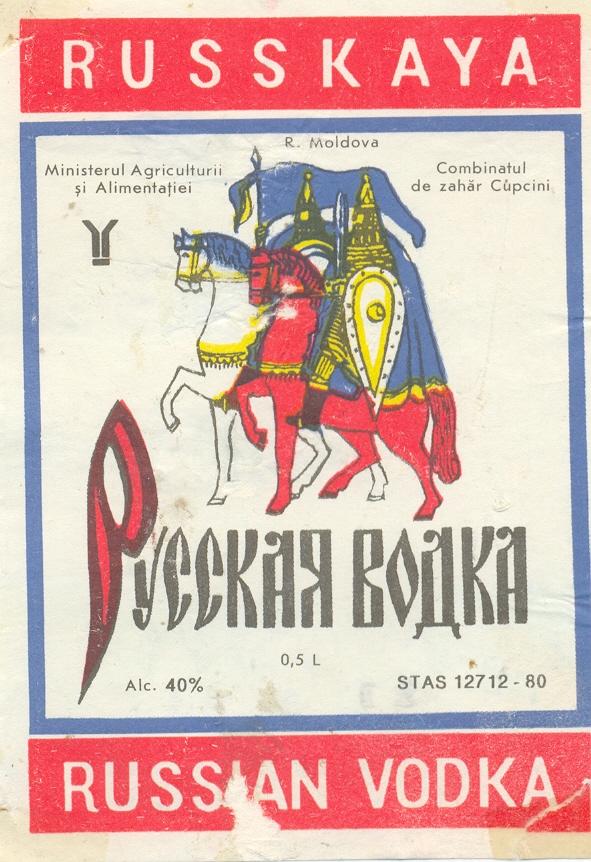 RUSSKAYA
R. Moldova
Ministerul Agriculturii
și Alimentației
Combinatul
de zahăr Cupcini
Русская водка
0,5 L
Alc. 40%
STAS 12712 - 80
RUSSIAN VODKA